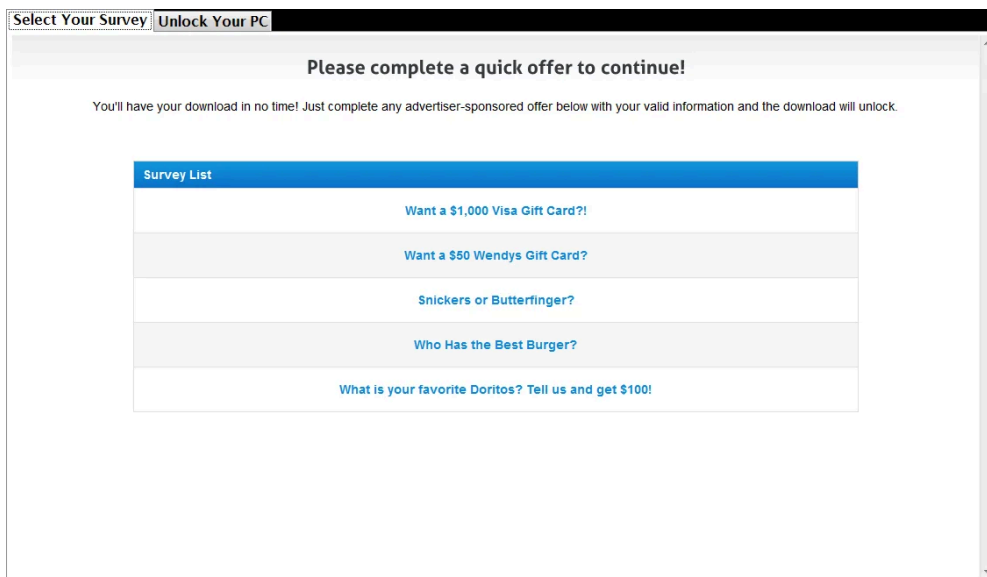 Select Your Survey Unlock Your PC
Please complete a quick offer to continue!
You'll have your download in no time! Just complete any advertiser-sponsored offer below with your valid information and the download will unlock.
Survey List
Want a $1,000 Visa Gift Card?!
Want a $50 Wendys Gift Card?
Snickers or Butterfinger?
Who Has the Best Burger?
What is your favorite Doritos? Tell us and get $100!